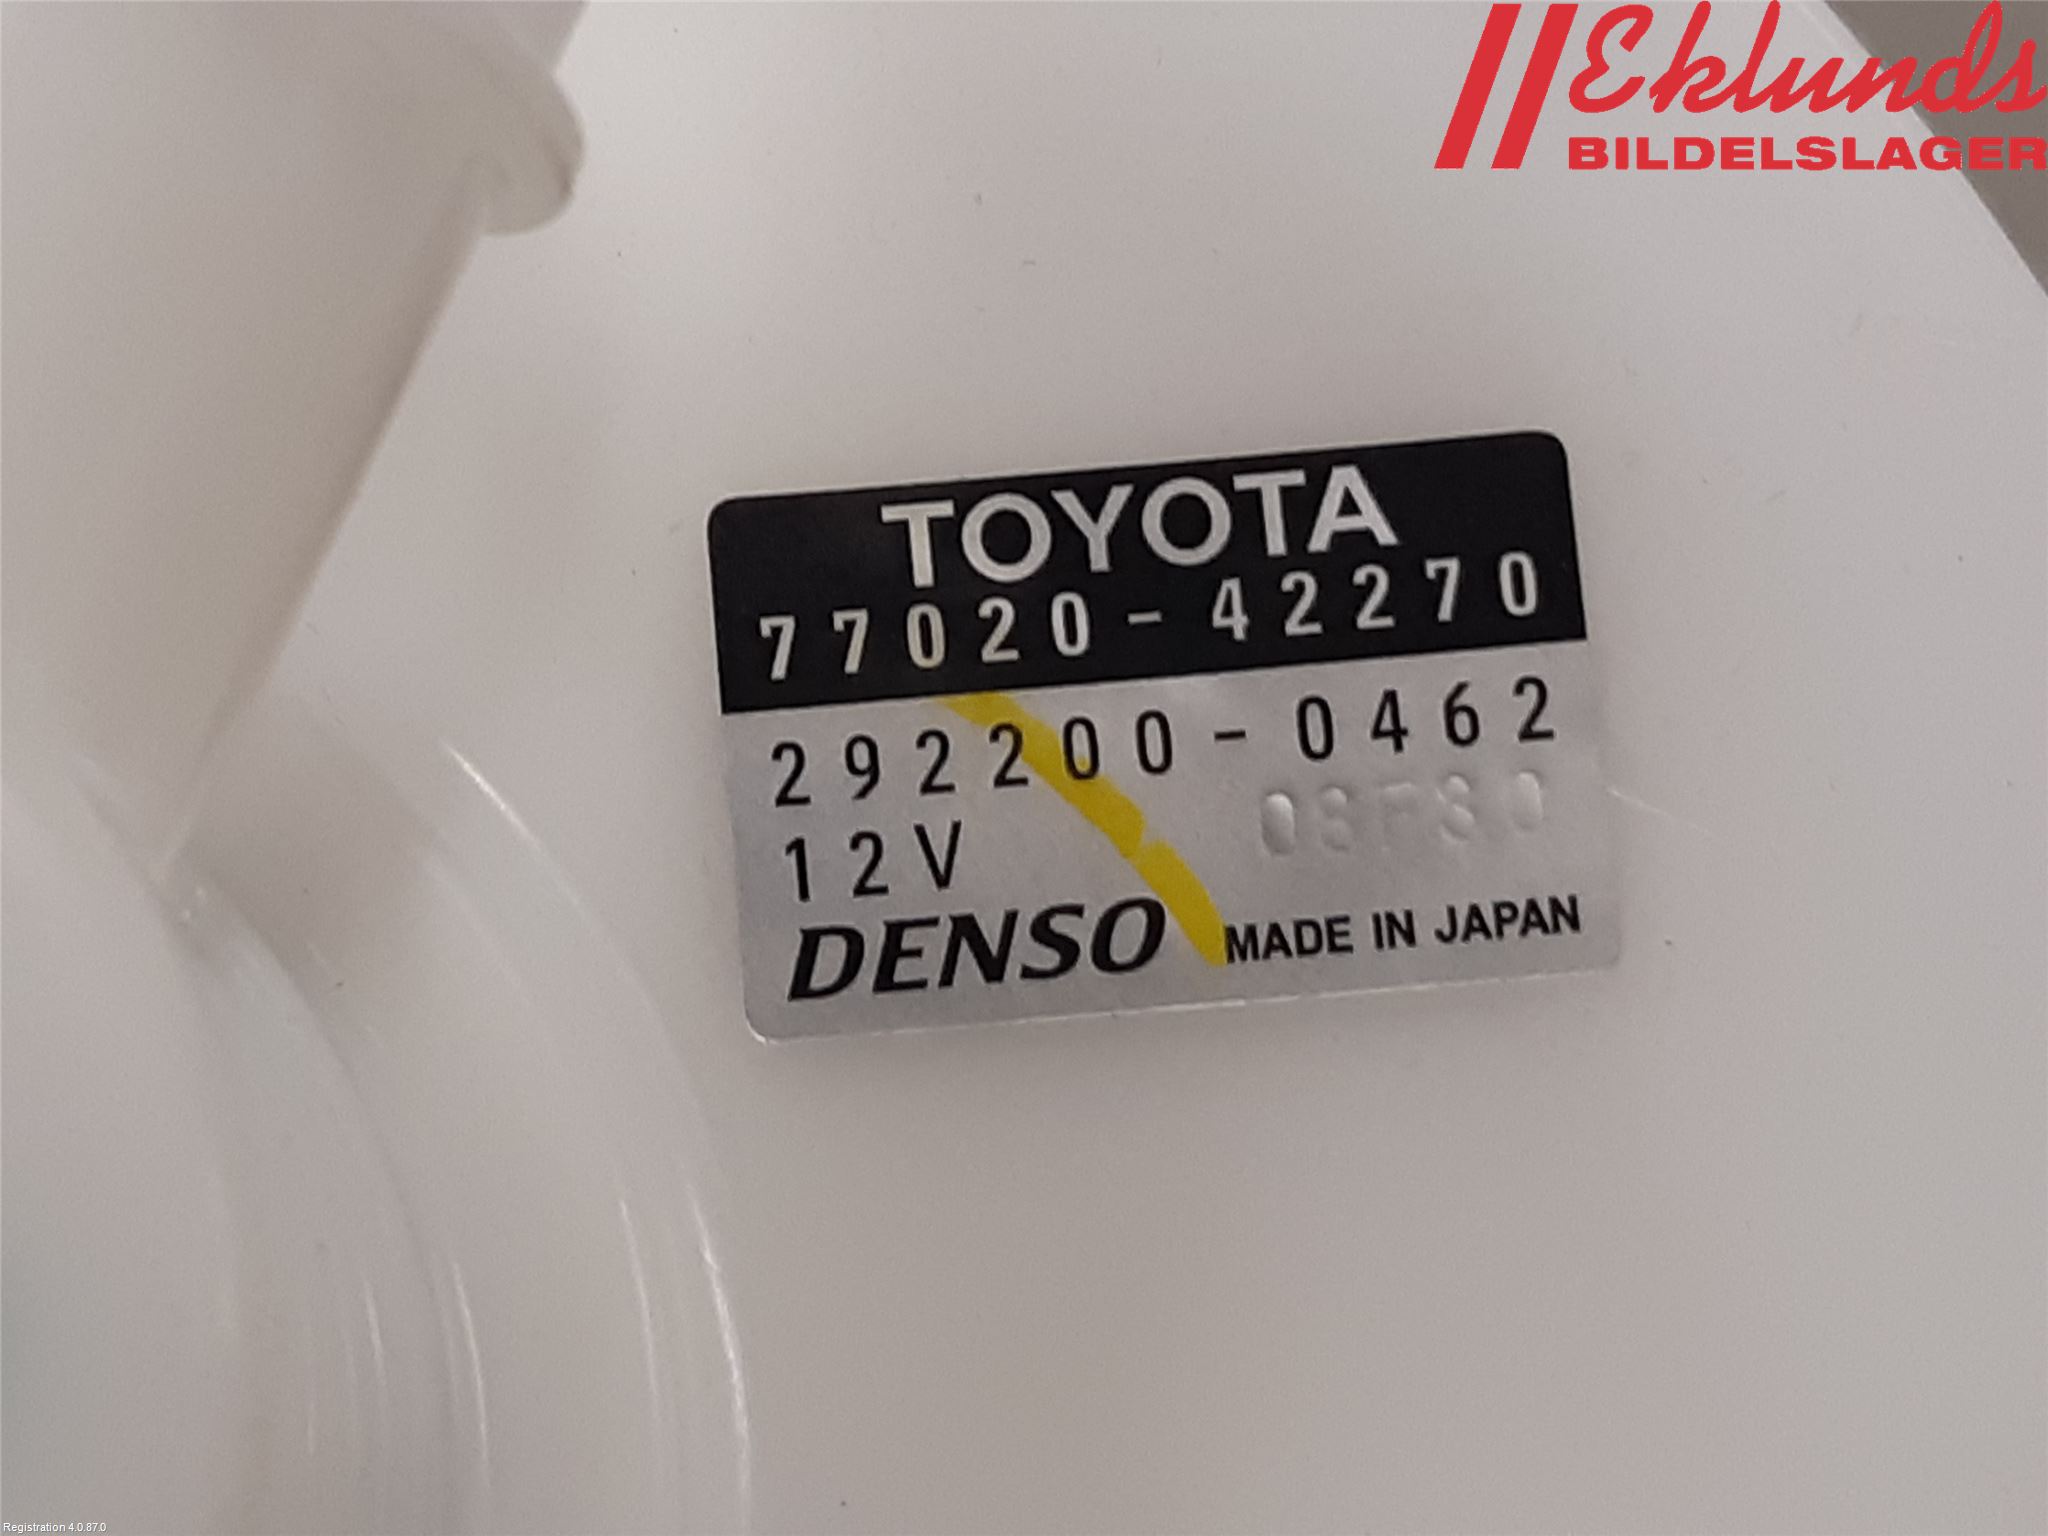 Eklunds
BILDELSLAGER
TOYOTA
77020-42270
292200-0462
12V
DENSO MADE IN JAPAN
Registration 4.0.87.0